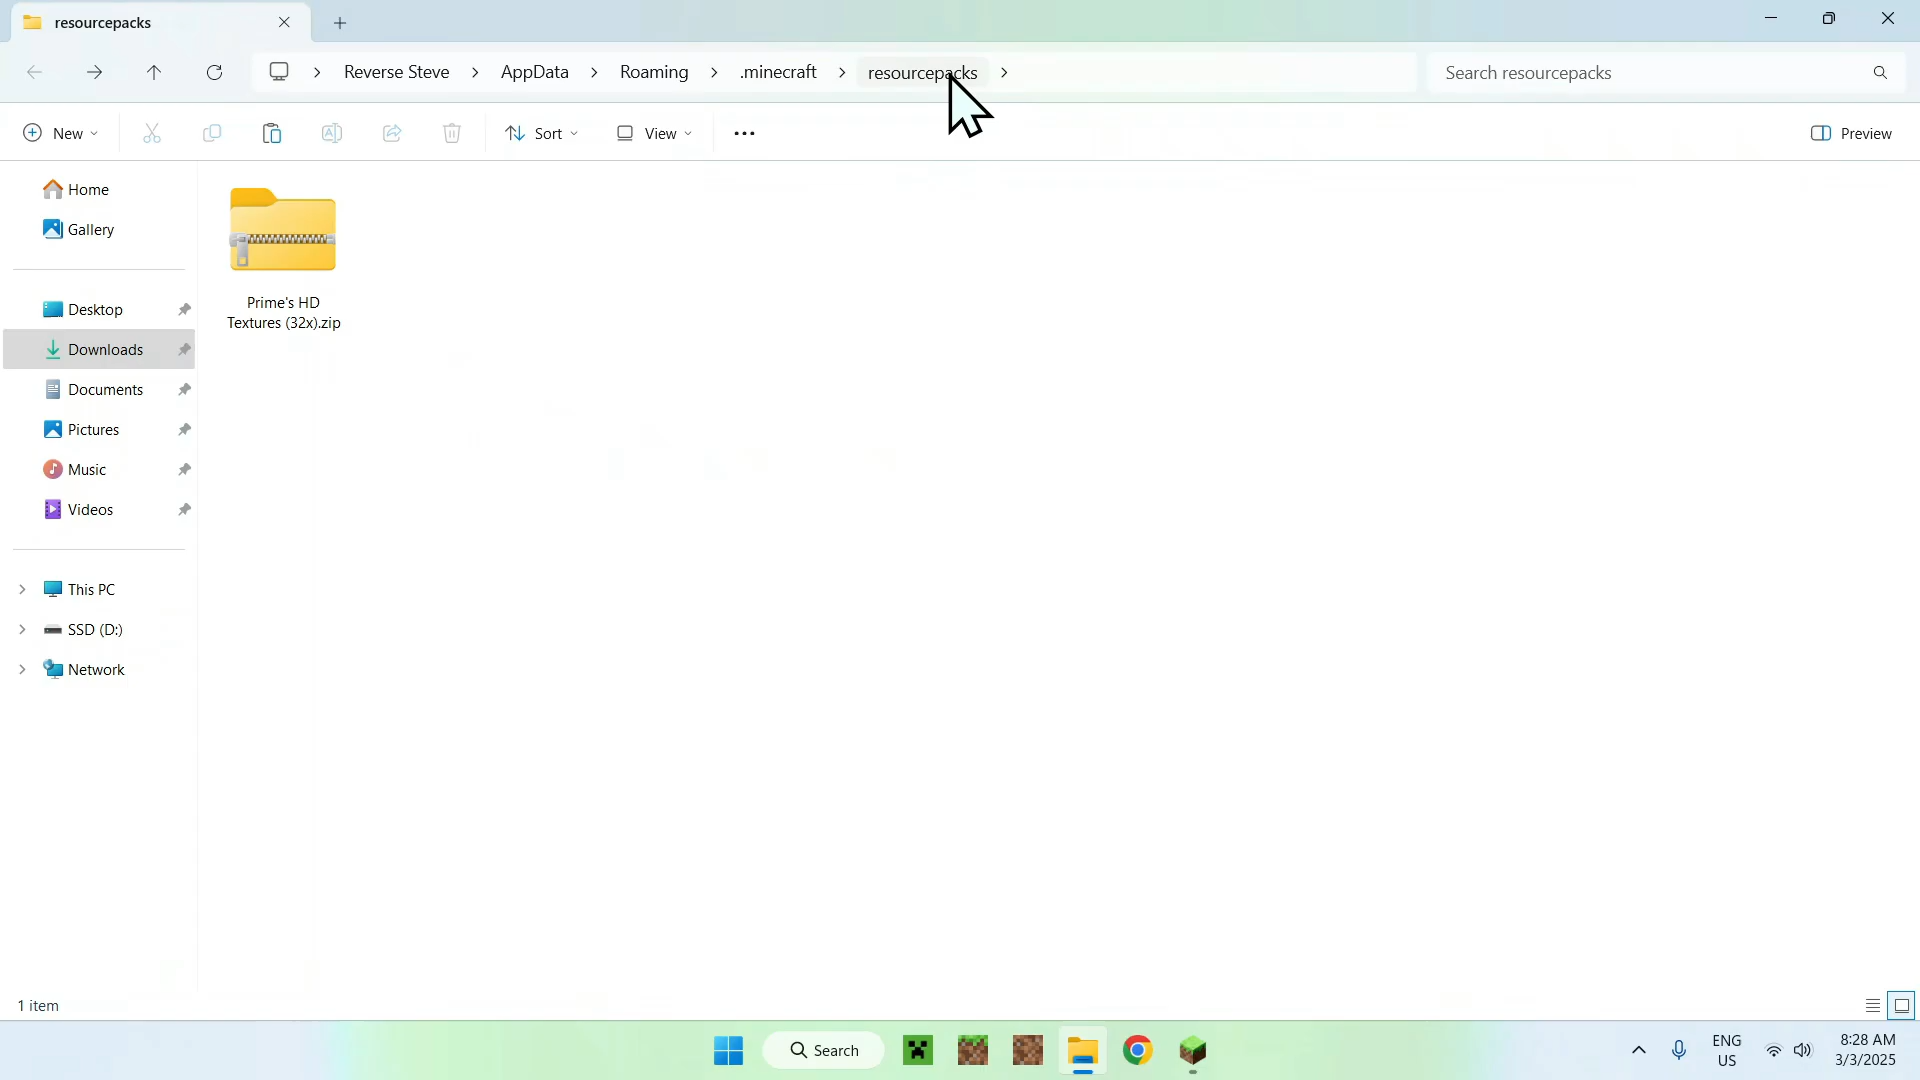 resourcepacks
Reverse Steve > AppData > Roaming > .minecraft > resourcepacks >
Search resourcepacks
New
Sort
View
Preview
Home
Gallery
Desktop
Downloads
Documents
Pictures
Music
Videos
This PC
SSD (D:)
Network
Prime's HD
Textures (32x).zip
1 item
Search
ENG
US
8:28 AM
3/3/2025